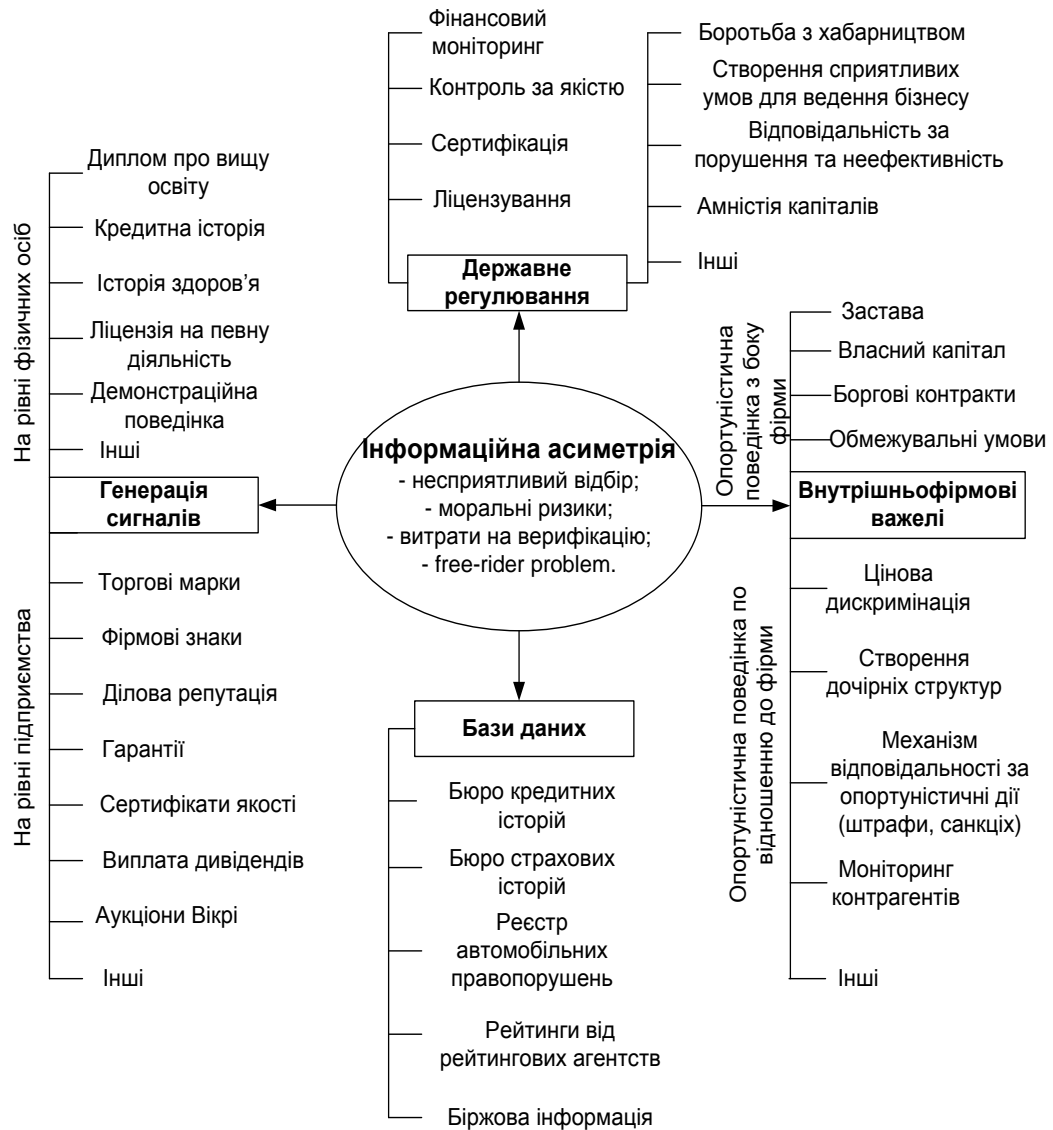 Фінансовий
моніторинг
Контроль за якістю
Сертифікація
Ліцензування
Боротьба з хабарництвом
Створення сприятливих
умов для ведення бізнесу
Відповідальність за
порушення та неефективність
Амністія капіталів
Інші
Державне
регулювання
На рівні фізичних осіб
Диплом про вищу
освіту
Кредитна історія
Історія здоров’я
Ліцензія на певну
діяльність
Демонстраційна
поведінка
Інші
Генерація
сигналів
На рівні підприємства
Торгові марки
Фірмові знаки
Ділова репутація
Гарантії
Сертифікати якості
Виплата дивідендів
Аукціони Вікрі
Інші
Інформаційна асиметрія
- несприятливий відбір;
- моральні ризики;
- витрати на верифікацію;
- free-rider problem.
Опортуністична
поведінка з боку
фірми
Застава
Власний капітал
Боргові контракти
Обмежувальні умови
Внутрішньофірмові
важелі
Опортуністична поведінка по
відношенню до фірми
Цінова
дискримінація
Створення
дочірніх структур
Механізм
відповідальності за
опортуністичні дії
(штрафи, санкціх)
Моніторинг
контрагентів
Інші
Бази даних
Бюро кредитних
історій
Бюро страхових
історій
Реєстр
автомобільних
правопорушень
Рейтинги від
рейтингових агентств
Біржова інформація